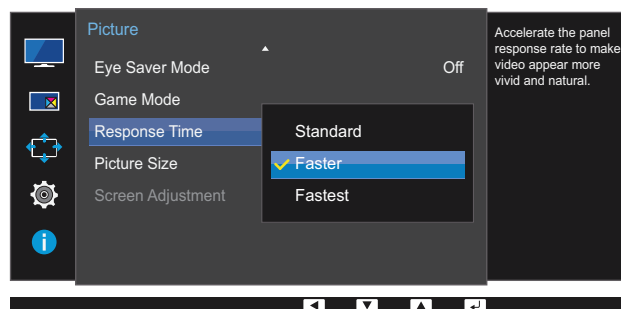 Picture
Eye Saver Mode Off
Game Mode
Response Time
Picture Size
Screen Adjustment
Standard
Faster
Fastest
Accelerate the panel
response rate to make
video appear more
vivid and natural.